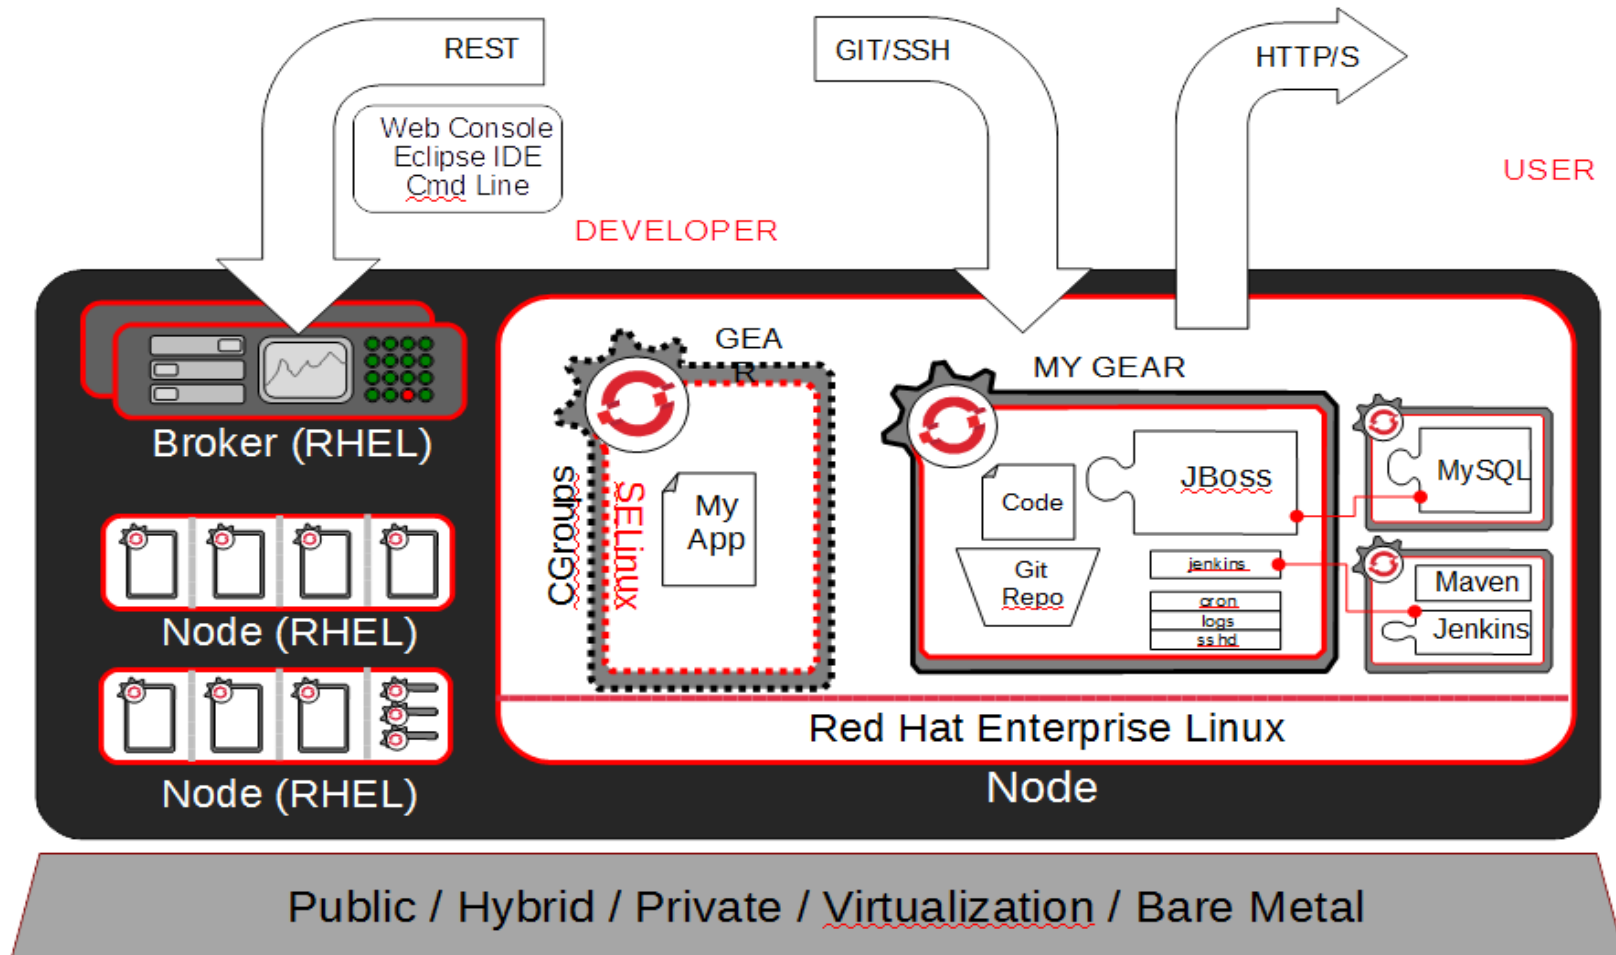 REST
GIT/SSH
HTTP/S
Web Console
Eclipse IDE
Cmd Line
USER
DEVELOPER
GEA
R
MY GEAR
Broker (RHEL)
CGroups
SELinux
My
App
Code
JBoss
MySQL
Git
Repo
jenkins
cron
logs
sshd
Maven
Jenkins
Node (RHEL)
Node (RHEL)
Red Hat Enterprise Linux
Node
Public / Hybrid / Private / Virtualization / Bare Metal